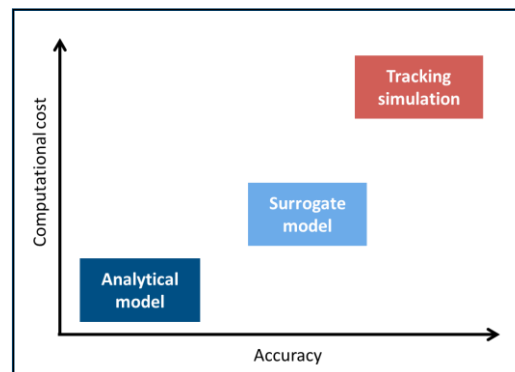 Tracking
simulation
Computational cost
Surrogate
model
Analytical
model
Accuracy